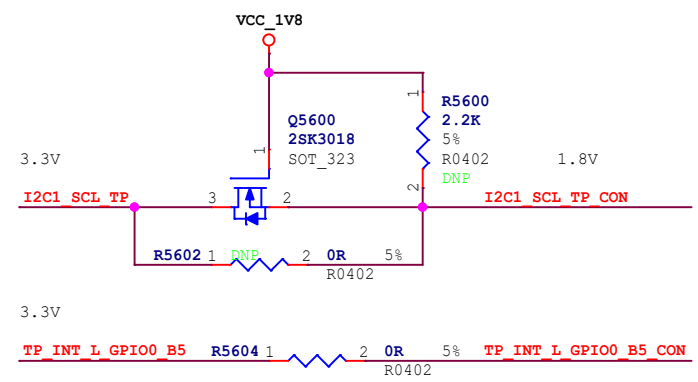 VCC_1V8
1
R5600
2.2K
5%
R0402
DNP
2
Q5600
2SK3018
SOT_323
1
3.3V
1.8V
I2C1_SCL_TP
3
2
I2C1_SCL_TP_CON
R5602 1 DNP 2 0R 5%
R0402
3.3V
TP_INT_L_GPIO0_B5 R5604 1 2 0R 5% TP_INT_L_GPIO0_B5_CON
R0402